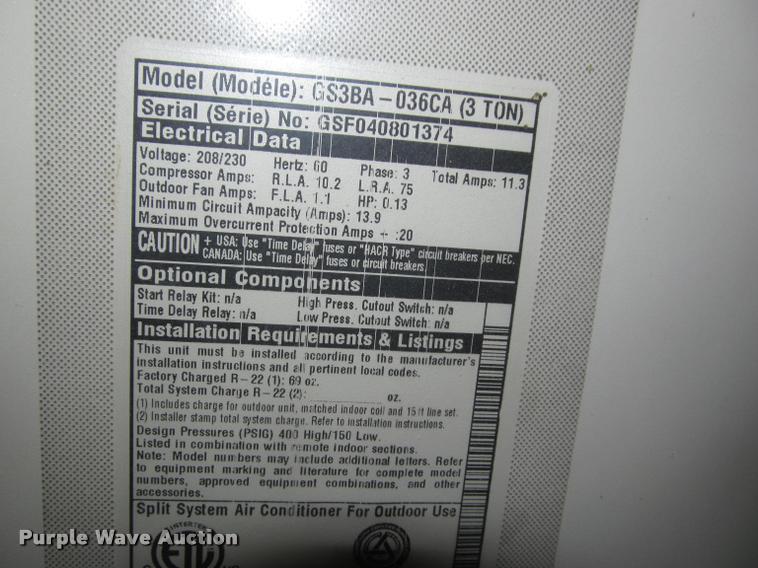 Model (Modéle): GS3BA – 036CA (3 TON)
Serial (Série) No: GSF040801374
Electrical Data
Voltage: 208/230 Hertz: 60 Phase: 3 Total Amps: 11.3
Compressor Amps: R.L.A. 10.2 L.R.A. 75
Outdoor Fan Amps: F.L.A. 1.1 HP: 0.13
Minimum Circuit Ampacity (Amps): 13.9
Maximum Overcurrent Protection Amps + :20
CAUTION + USA: Use "Time Delay" fuses or "HACR Type" circuit breakers per NEC.
CANADA: Use "Time Delay" fuses or circuit breakers
Optional Components
Start Relay Kit: n/a High Press. Cutout Switch: n/a
Time Delay Relay: n/a Low Press. Cutout Switch: n/a
Installation Requirements & Listings
This unit must be installed according to the manufacturer's
installation instructions and all pertinent local codes.
Factory Charged R–22 (1): 69 oz.
Total System Charge R–22 (2): oz.
(1) Includes charge for outdoor unit, matched indoor coil and 15 ft line set.
(2) Installer stamp total system charge. Refer to installation instructions.
Design Pressures (PSIG) 400 High/150 Low.
Listed in combination with remote indoor sections.
Note: Model numbers may include additional letters. Refer
to equipment marking and literature for complete model
numbers, approved equipment combinations, and other
accessories.
Split System Air Conditioner For Outdoor Use
INTERTEK
ETL
Purple Wave Auction